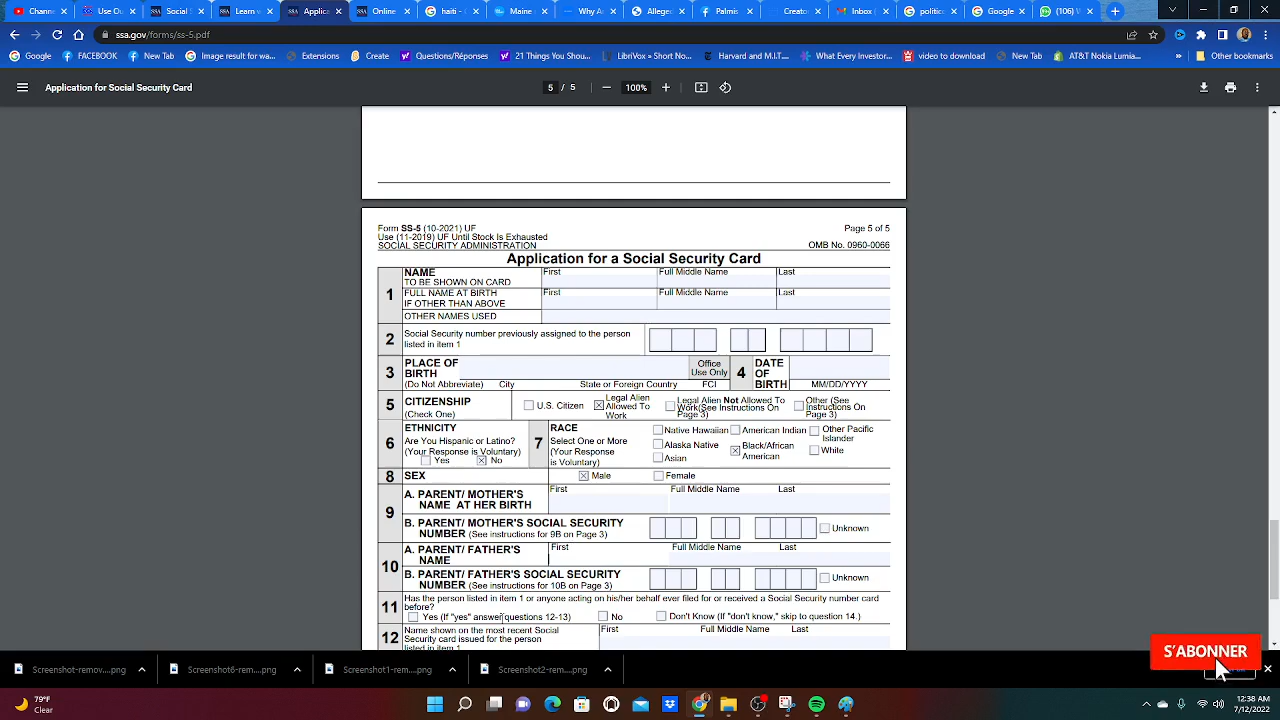 Channe
Use Ou
Social S
Learn v
Applica
Online
haiti -
Maine
Why A
Allegec
Palms
Creator
Inbox (
politic
Google
(106) V
ssa.gov/forms/ss-5.pdf
Google
FACEBOOK
New Tab
Image result for wa...
Extensions
Create
Questions/Réponses
21 Things You Shou...
LibriVox » Short No...
Harvard and M.I.T....
What Every Investor...
video to download
New Tab
AT&T Nokia Lumia...
»
Other bookmarks
Application for Social Security Card
5 / 5
100%
Form SS-5 (10-2021) UF
Page 5 of 5
Use (11-2019) UF Until Stock Is Exhausted
SOCIAL SECURITY ADMINISTRATION
OMB No. 0960-0066
Application for a Social Security Card
1
NAME
TO BE SHOWN ON CARD
First
Full Middle Name
Last
FULL NAME AT BIRTH
IF OTHER THAN ABOVE
First
Full Middle Name
Last
OTHER NAMES USED
2
Social Security number previously assigned to the person
listed in item 1
3
PLACE OF
BIRTH
(Do Not Abbreviate) City
State or Foreign Country
Office
Use Only
FCI
4
DATE
OF
BIRTH
MM/DD/YYYY
5
CITIZENSHIP
(Check One)
U.S. Citizen
Legal Alien
Allowed To
Work
Legal Alien Not Allowed To
Work(See Instructions On
Page 3)
Other (See
Instructions On
Page 3)
6
ETHNICITY
Are You Hispanic or Latino?
(Your Response is Voluntary)
Yes
No
7
RACE
Select One or More
(Your Response
is Voluntary)
Native Hawaiian
American Indian
Other Pacific
Islander
Alaska Native
Black/African
American
White
Asian
8
SEX
Male
Female
9
A. PARENT/ MOTHER'S
NAME AT HER BIRTH
First
Full Middle Name
Last
B. PARENT/ MOTHER'S SOCIAL SECURITY
NUMBER (See instructions for 9B on Page 3)
Unknown
10
A. PARENT/ FATHER'S
NAME
First
Full Middle Name
Last
B. PARENT/ FATHER'S SOCIAL SECURITY
NUMBER (See instructions for 10B on Page 3)
Unknown
11
Has the person listed in item 1 or anyone acting on his/her behalf ever filed for or received a Social Security number card
before?
Yes (If "yes" answer questions 12-13)
No
Don't Know (If "don't know," skip to question 14.)
12
Name shown on the most recent Social
Security card issued for the person
listed in item 1
First
Full Middle Name
Last
S'ABONNER
Screenshot-remov....png
Screenshot6-rem....png
Screenshot1-rem....png
Screenshot2-rem....png
79°F
Clear
12:38 AM
7/12/2022